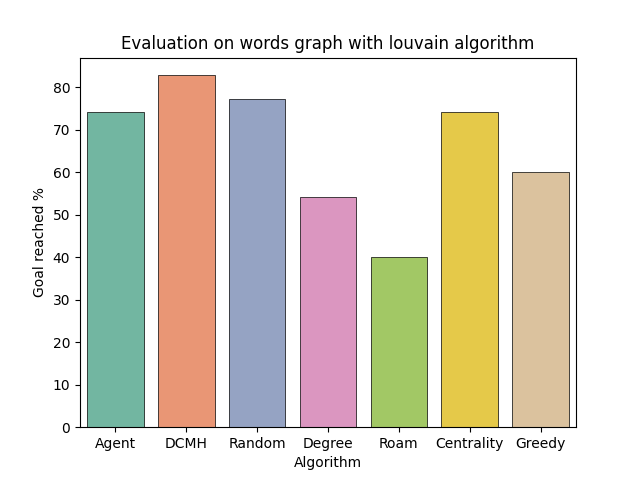 Evaluation on words graph with louvain algorithm
Goal reached %
80
70
60
50
40
30
20
10
0
Agent DCMH Random Degree Roam Centrality Greedy
Algorithm